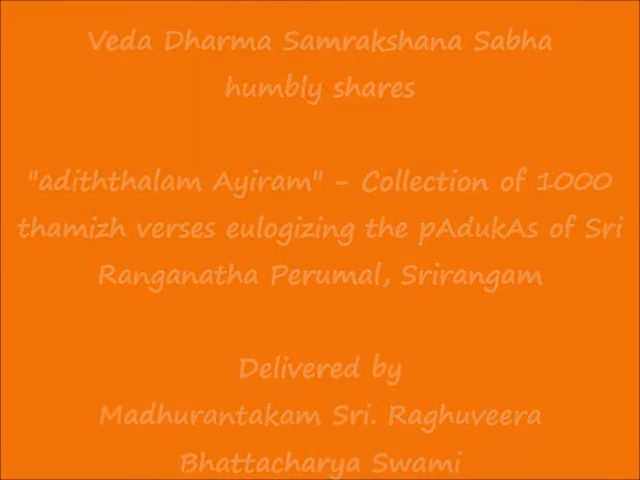 Veda Dharma Samrakshana Sabha
humbly shares
"adiththalam Ayiram" - Collection of 1000
thamizh verses eulogizing the pAdukAs of Sri
Ranganatha Perumal, Srirangam
Delivered by
Madhurantakam Sri. Raghuveera
Bhattacharya Swami